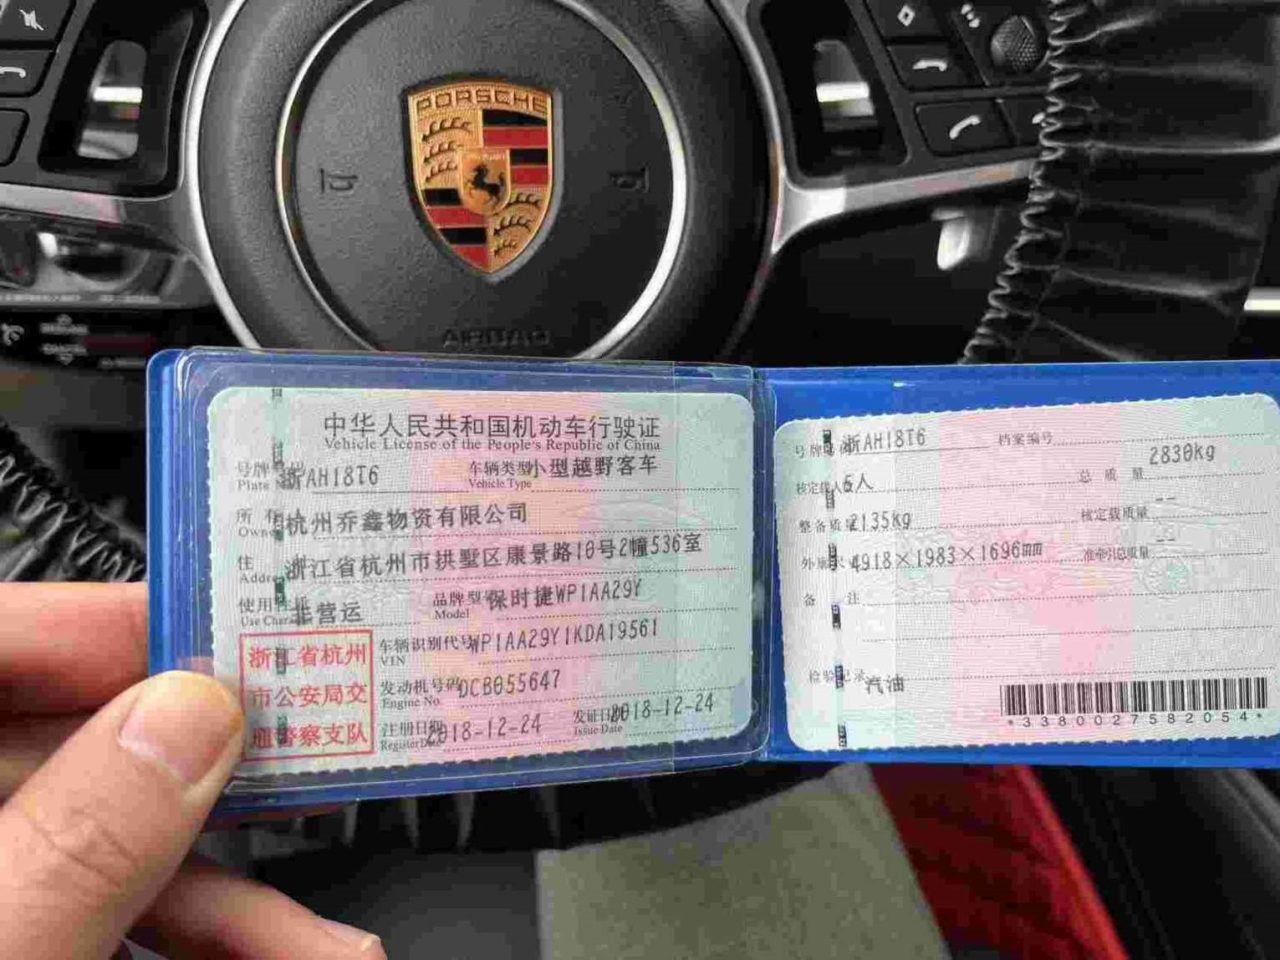 PORSCHE
AIRBAG
中华人民共和国机动车行驶证
Vehicle License of the People's Republic of China
号牌 浙AH18T6 车辆类型 小型越野客车
Plate No. Vehicle Type
所有人 杭州乔鑫物资有限公司
Owner
住 浙江省杭州市拱墅区康景路10号2幢536室
Address
使用性质 非营运 品牌型号 保时捷WP1AA29Y
Use Character Model
浙江省杭州
市公安局交
通警察支队
车辆识别代号 WP1AA29Y1KDA19561
VIN
发动机号码 DCB055647
Engine No.
注册日期 2018-12-24 发证日期 2018-12-24
Register Date Issue Date
号牌号码 浙AH18T6 档案编号
核定载人数 5人 总质量 2830kg
整备质量 2135kg 核定载质量 --
外廓尺寸 4918×1983×1696mm 准牵引总质量 --
备注
检验记录 汽油
*3380027582054*